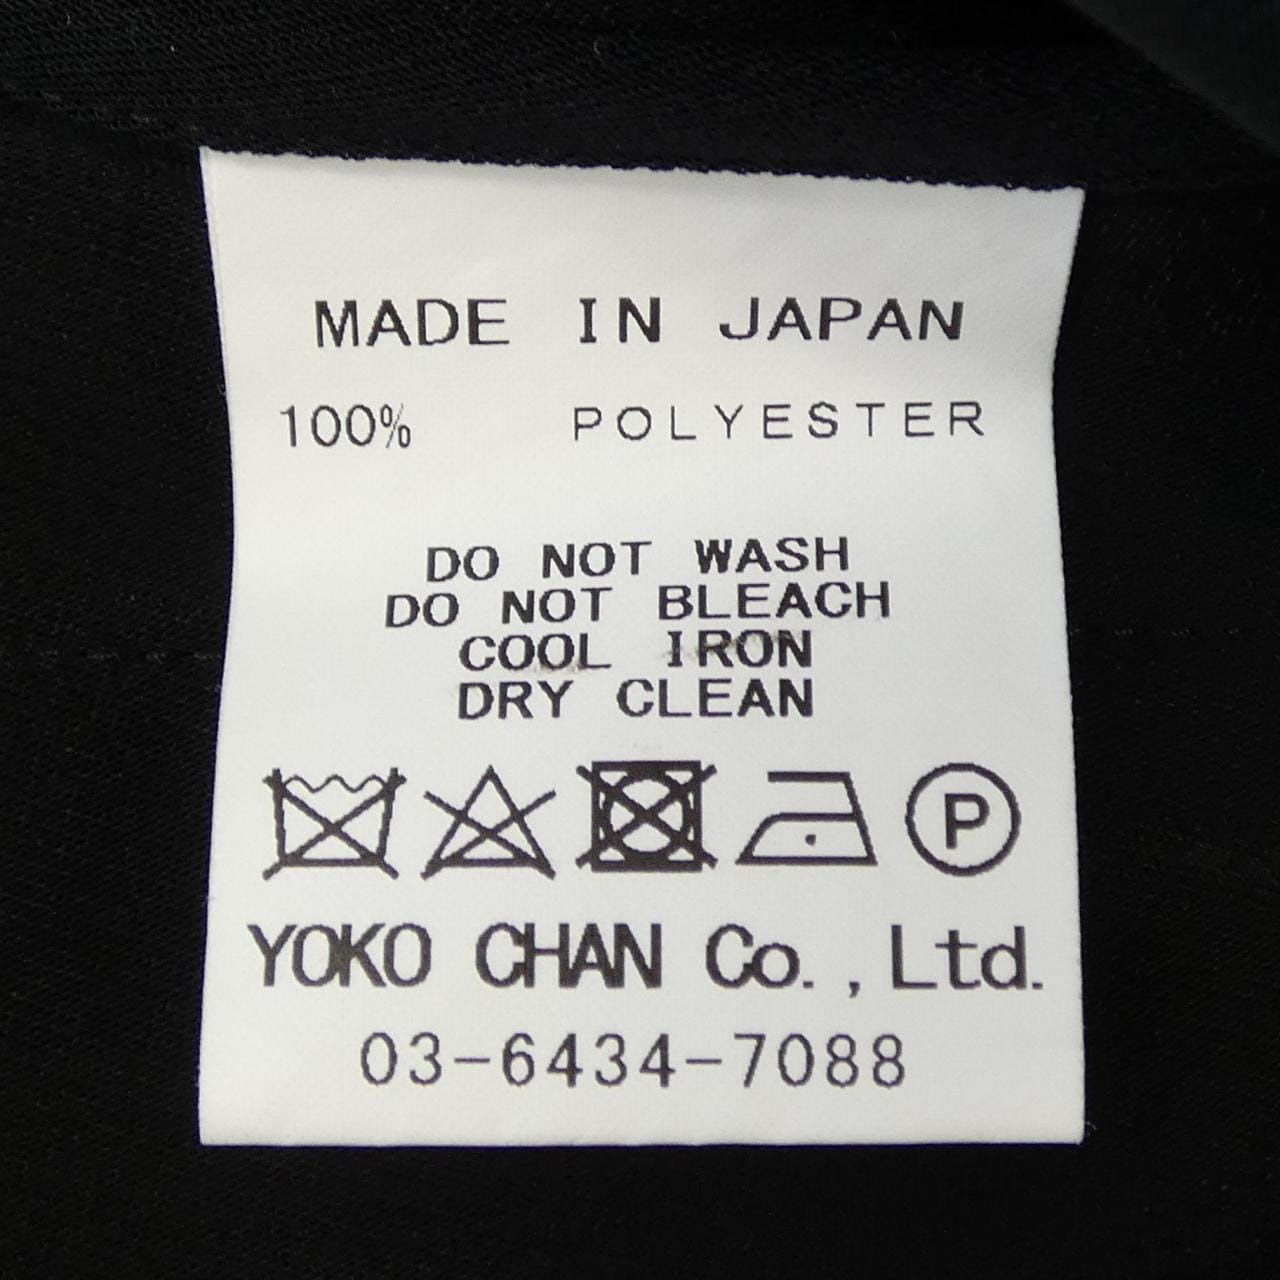 MADE IN JAPAN
100% POLYESTER
DO NOT WASH
DO NOT BLEACH
COOL IRON
DRY CLEAN
P
YOKO CHAN Co., Ltd.
03-6434-7088